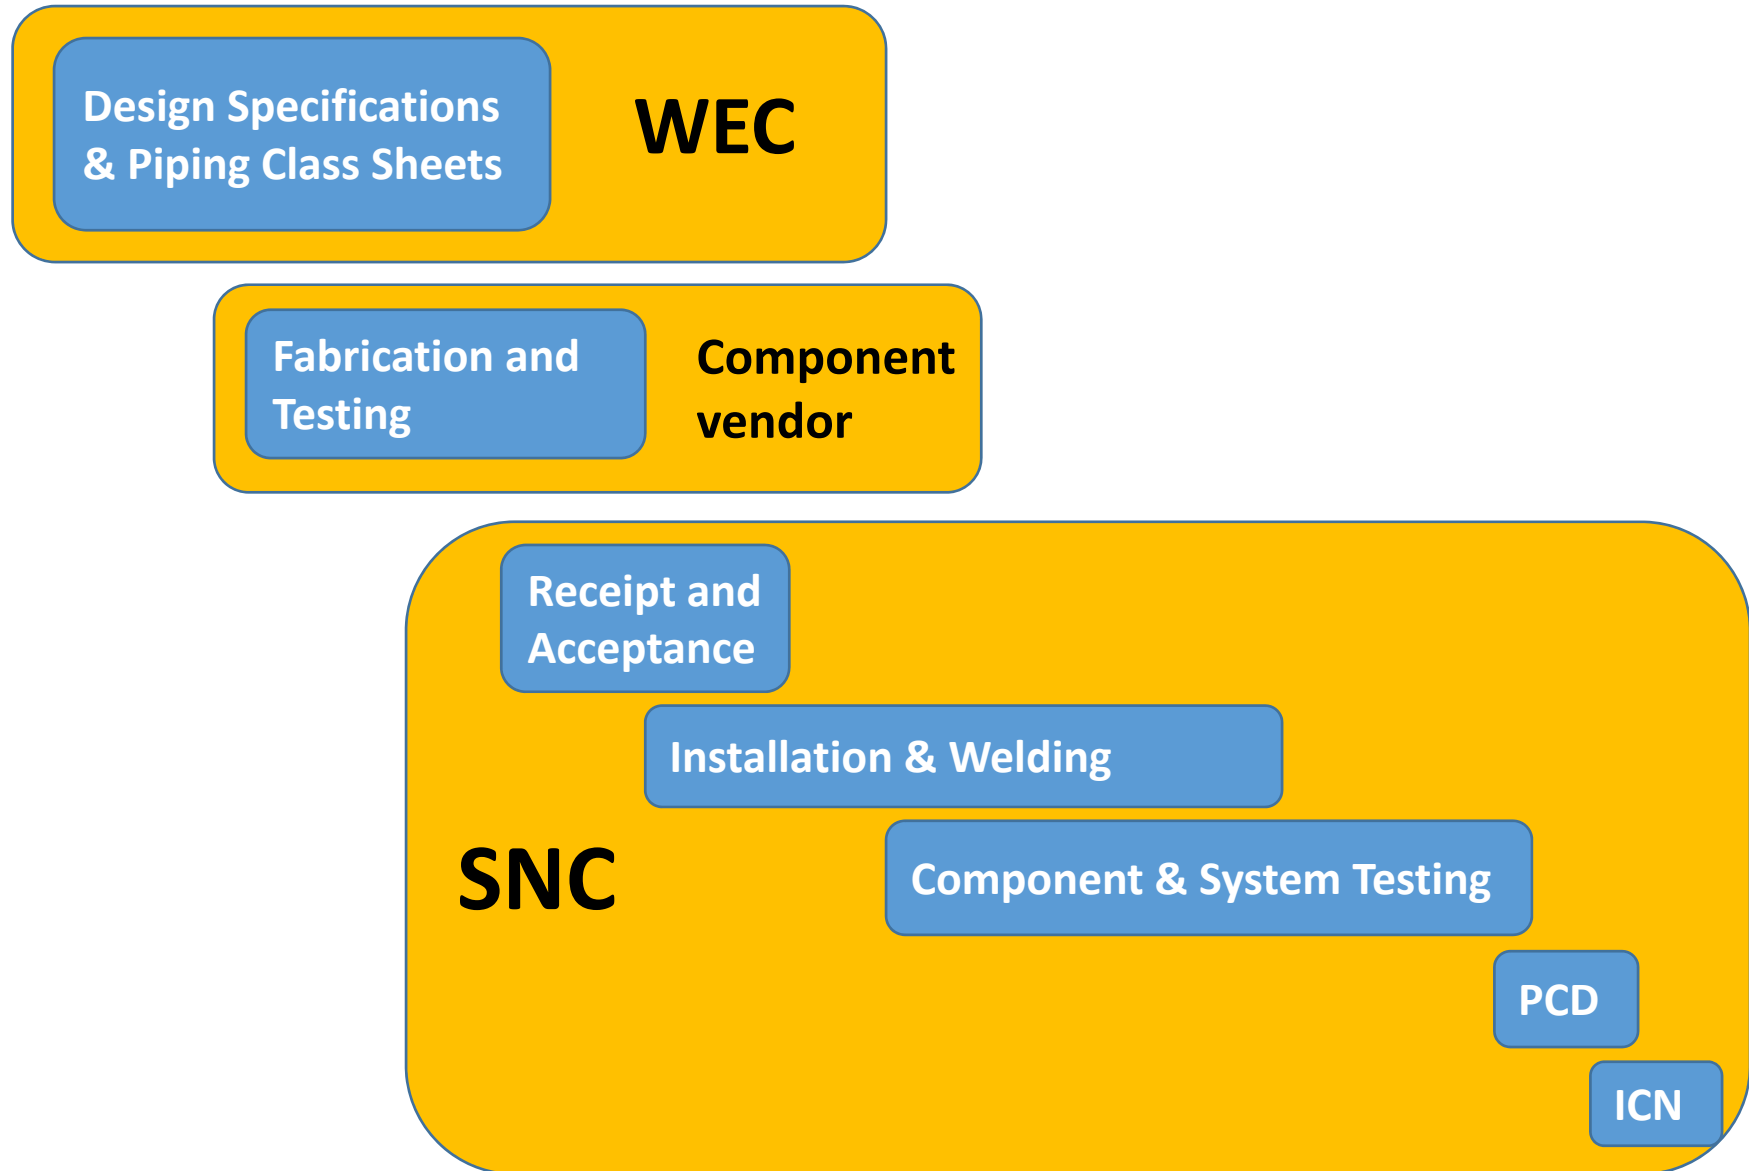 Design Specifications
& Piping Class Sheets
WEC
Fabrication and
Testing
Component
vendor
Receipt and
Acceptance
Installation & Welding
SNC
Component & System Testing
PCD
ICN